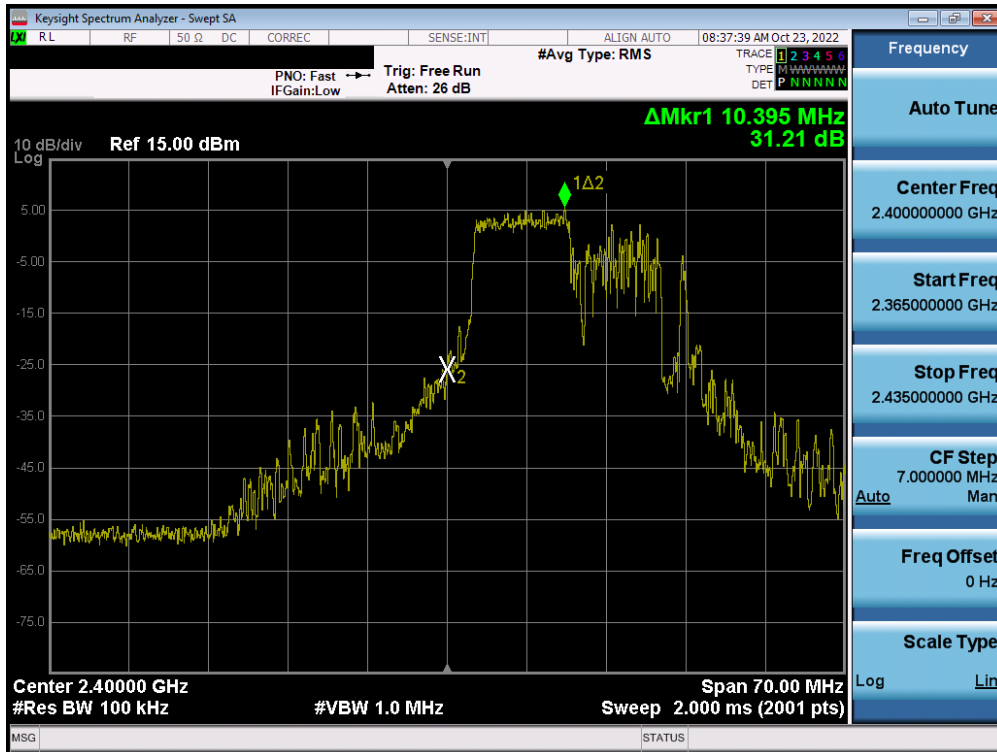 Keysight Spectrum Analyzer - Swept SA
LXI RL RF 50 Ω DC CORREC SENSE:INT ALIGN AUTO 08:37:39 AM Oct 23, 2022
#Avg Type: RMS
TRACE 1 2 3 4 5 6
TYPE M WWWWW
DET P N N N N N
PNO: Fast
IFGain:Low
Trig: Free Run
Atten: 26 dB
ΔMkr1 10.395 MHz
31.21 dB
10 dB/div
Log
Ref 15.00 dBm
1Δ2
2
5.00
-5.00
-15.0
-25.0
-35.0
-45.0
-55.0
-65.0
-75.0
Center 2.40000 GHz
Span 70.00 MHz
#Res BW 100 kHz
#VBW 1.0 MHz
Sweep 2.000 ms (2001 pts)
MSG
STATUS
Frequency
Auto Tune
Center Freq
2.400000000 GHz
Start Freq
2.365000000 GHz
Stop Freq
2.435000000 GHz
CF Step
7.000000 MHz
Auto Man
Freq Offset
0 Hz
Scale Type
Log Lin